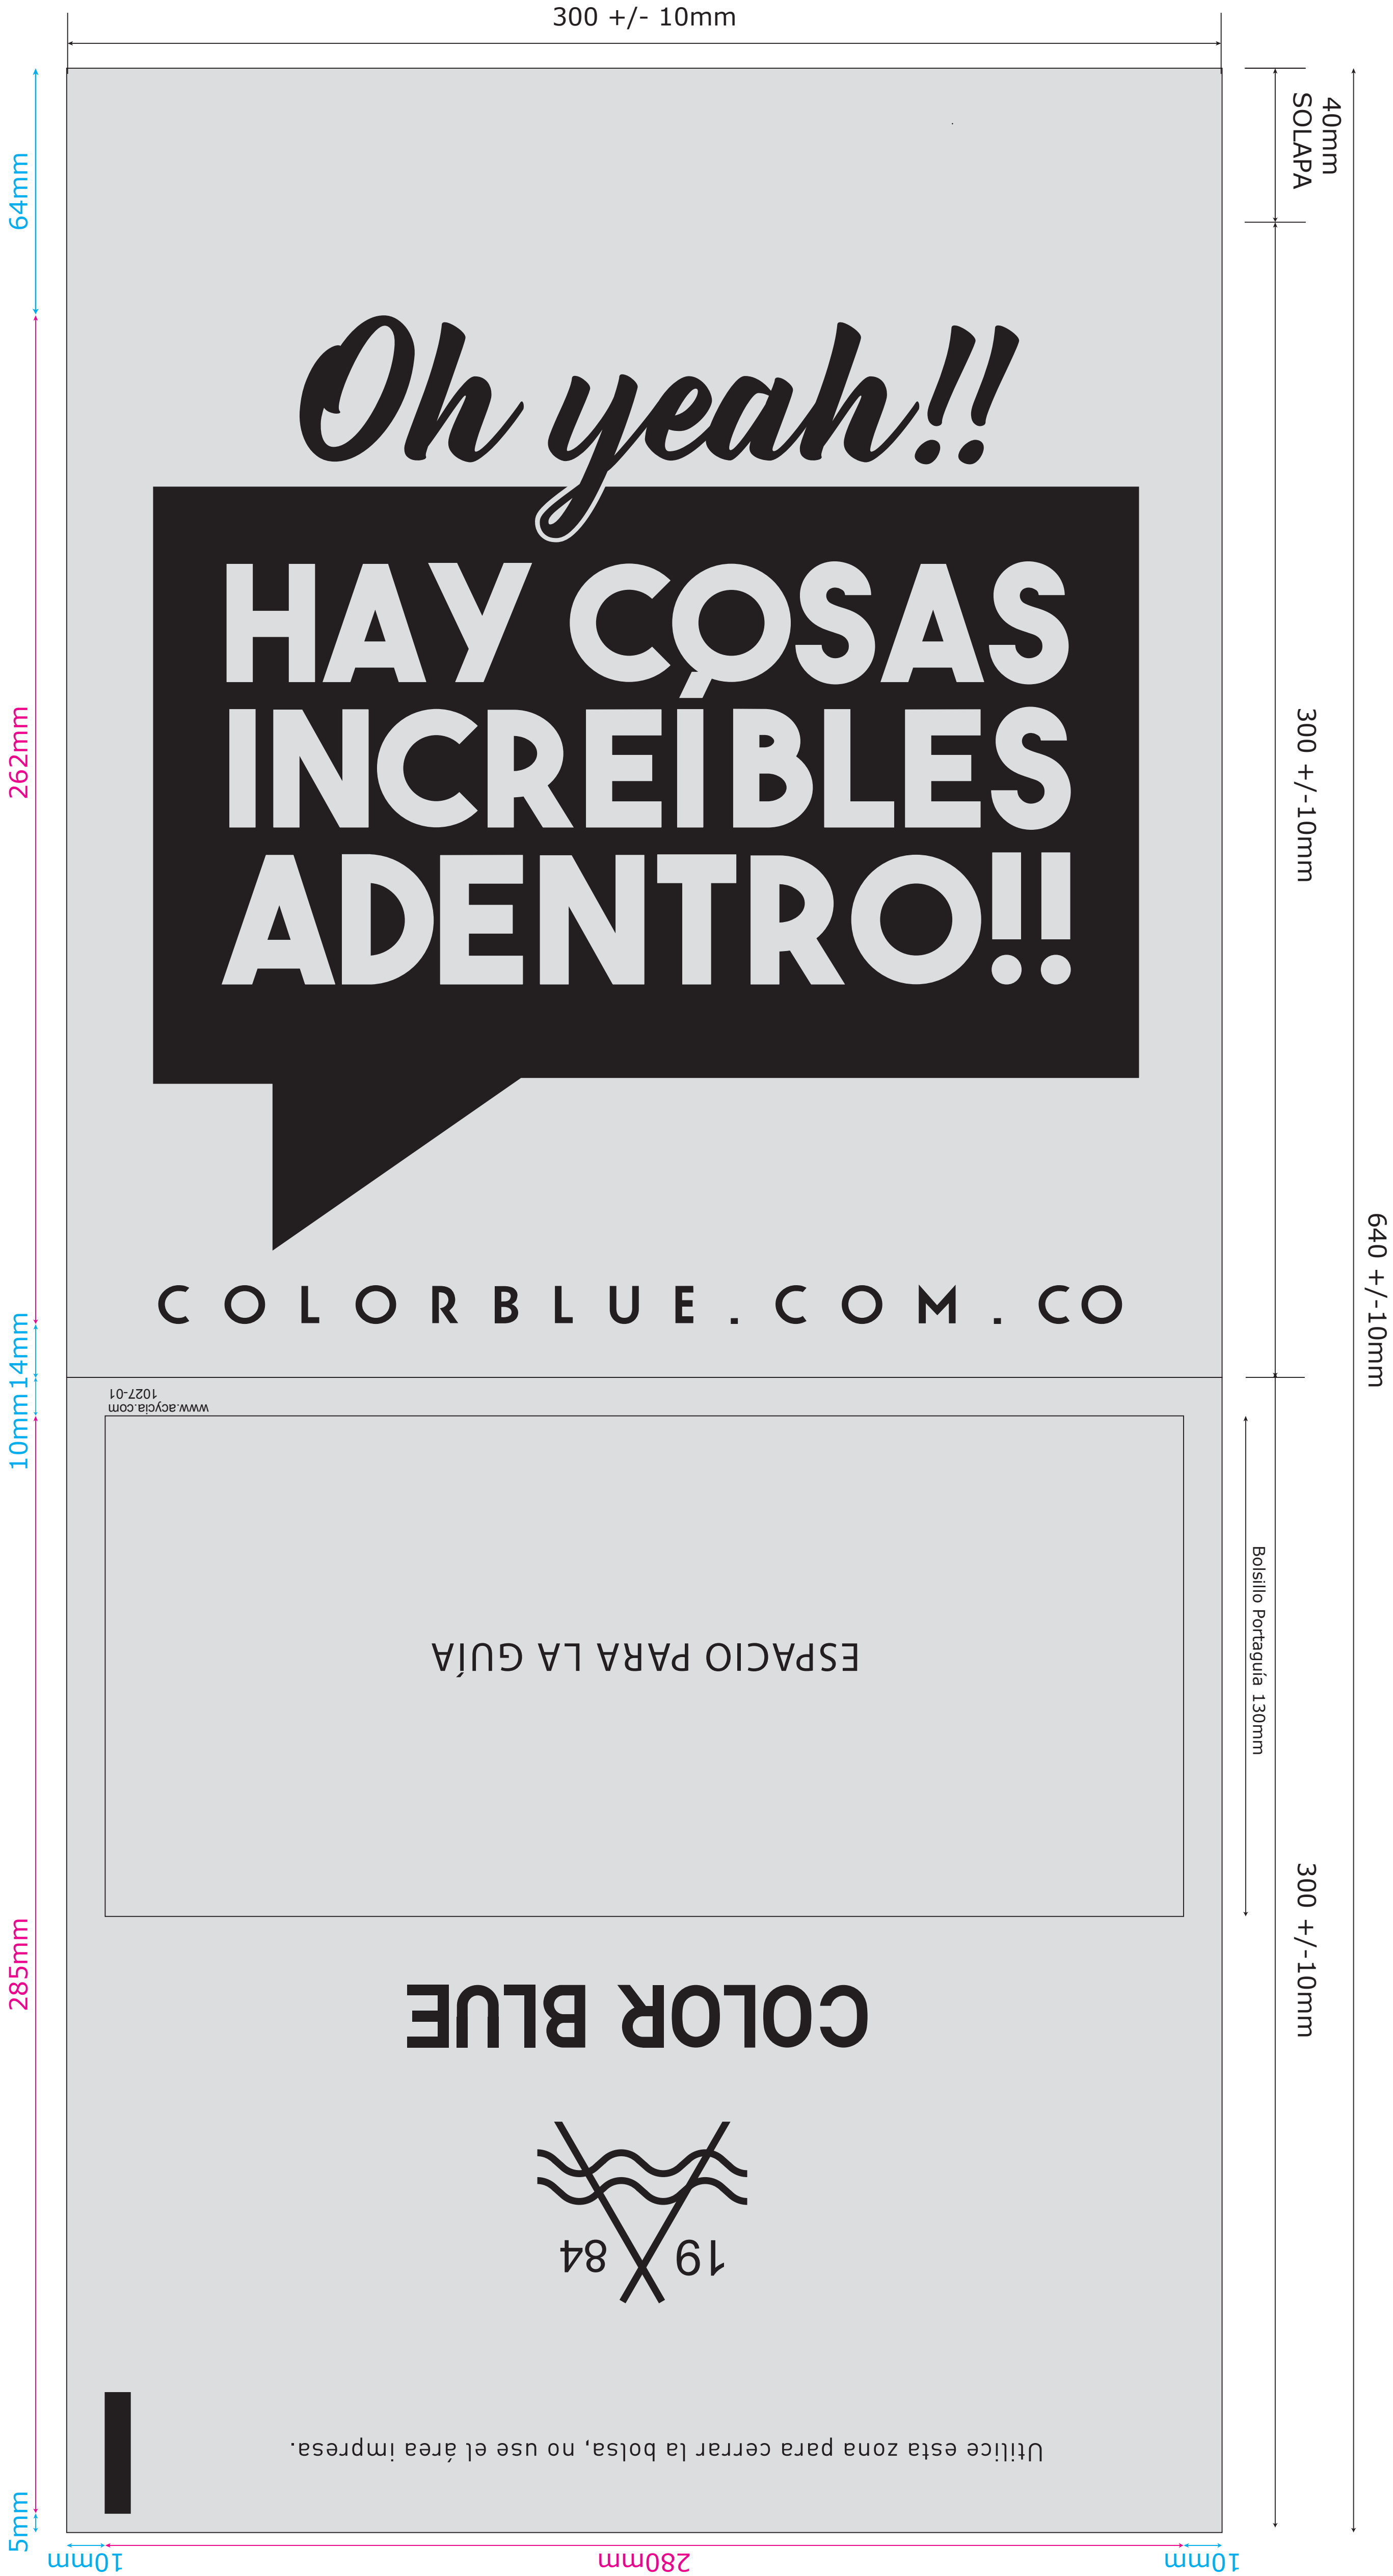 300 +/- 10mm
64mm
40mm
SOLAPA
Oh yeah!!
HAY COSAS
INCREÍBLES
ADENTRO!!
262mm
300 +/-10mm
640 +/-10mm
COLORBLUE.COM.CO
14mm
10mm
1027-01
www.acycia.com
Bolsillo Portaguía 130mm
ESPACIO PARA LA GUÍA
300 +/-10mm
285mm
COLOR BLUE
19 84
Utilice esta zona para cerrar la bolsa, no use el área impresa.
5mm
10mm
280mm
10mm